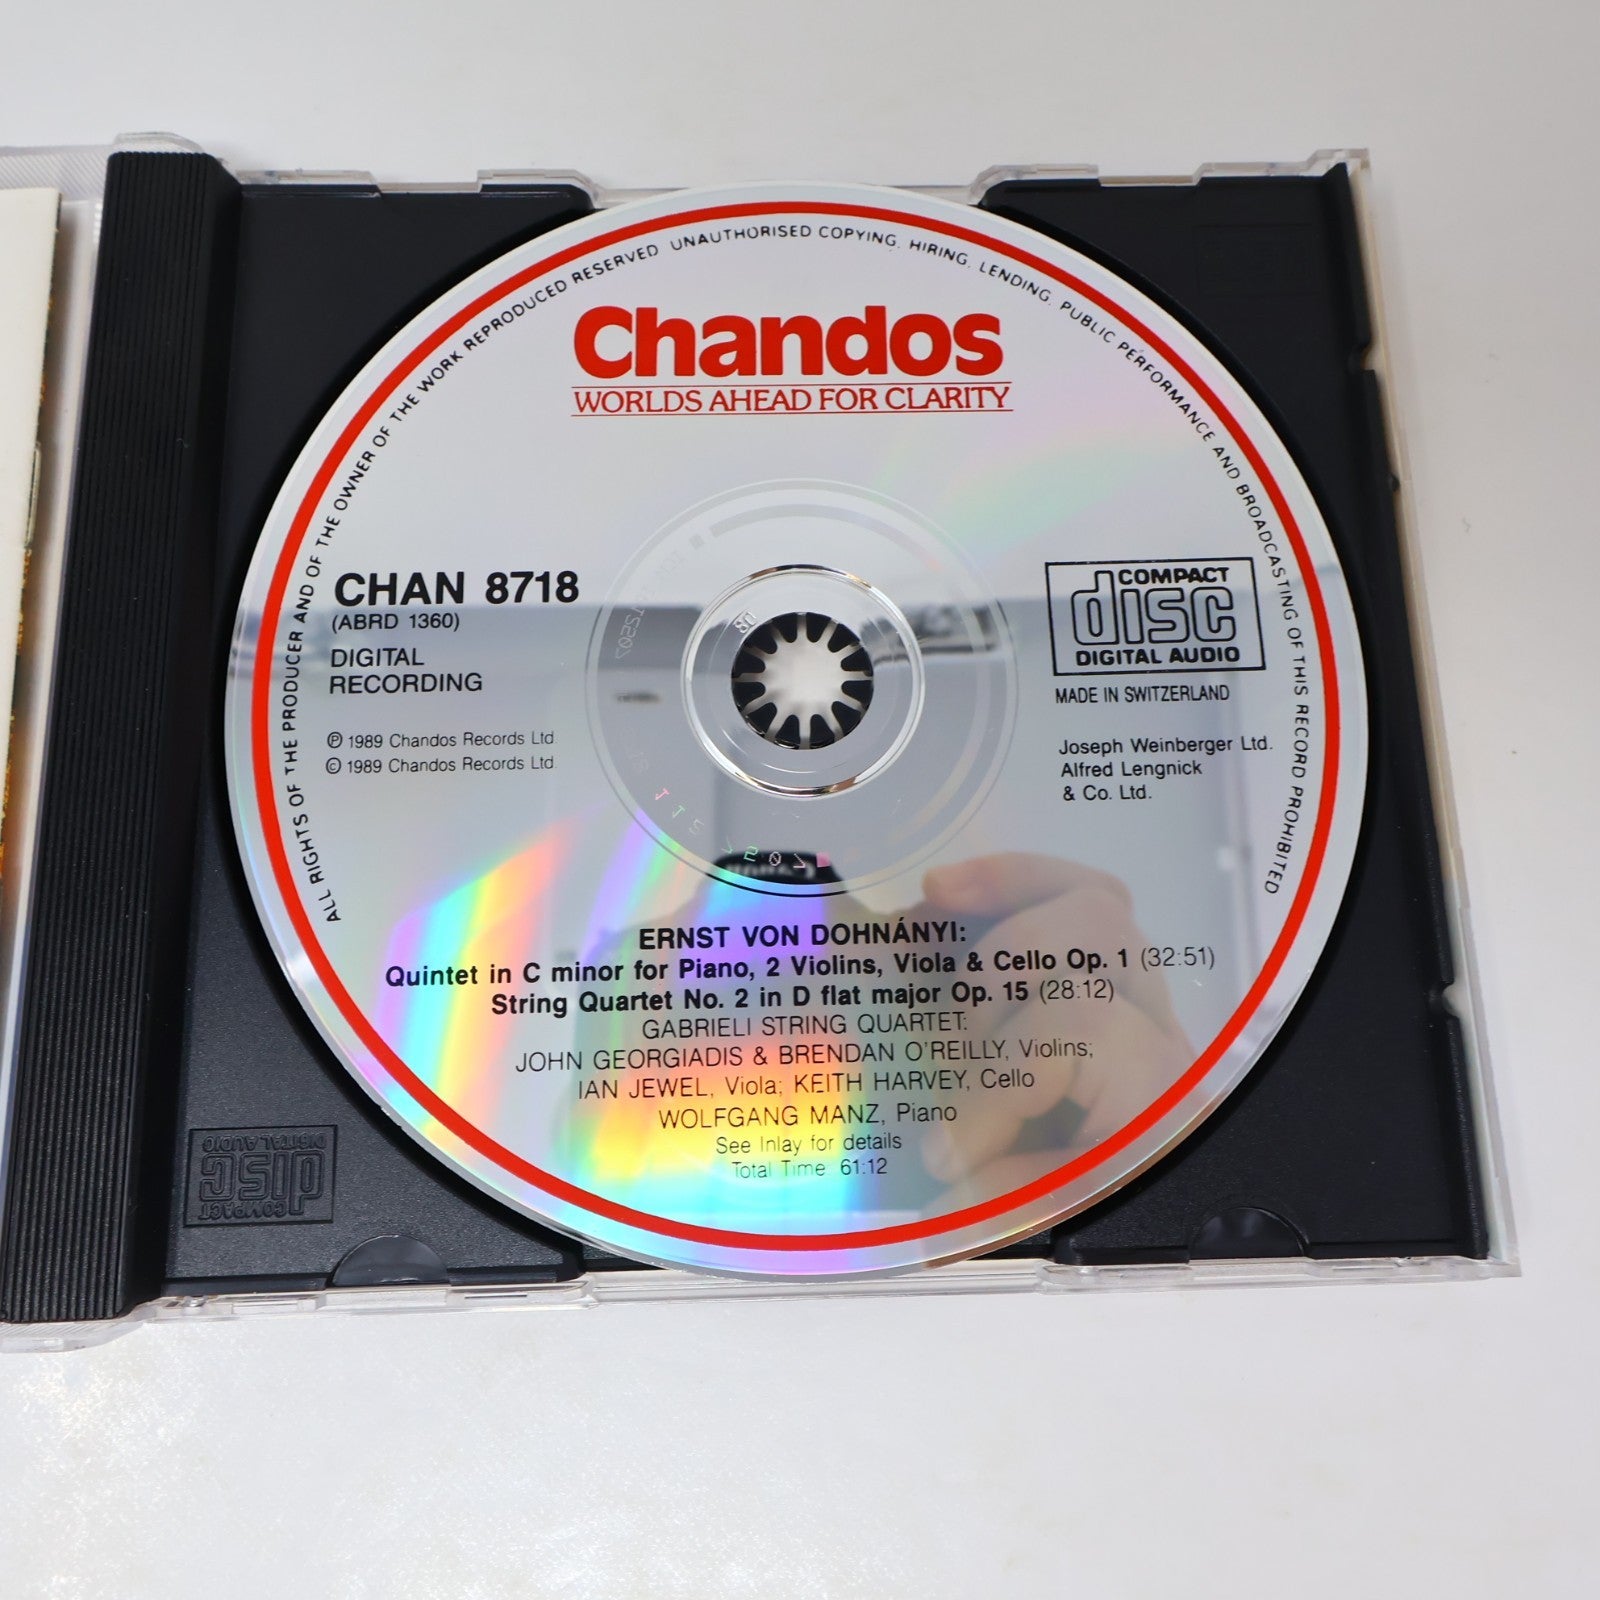 ALL RIGHTS OF THE PRODUCER AND OF THE OWNER OF THE WORK REPRODUCED RESERVED UNAUTHORISED COPYING, HIRING, LENDING, PUBLIC PERFORMANCE AND BROADCASTING OF THIS RECORD PROHIBITED
Chandos
WORLDS AHEAD FOR CLARITY
CHAN 8718
(ABRD 1360)
DIGITAL
RECORDING
℗ 1989 Chandos Records Ltd
© 1989 Chandos Records Ltd.
COMPACT
disc
DIGITAL AUDIO
MADE IN SWITZERLAND
Joseph Weinberger Ltd.
Alfred Lengnick
& Co. Ltd.
ERNST VON DOHNÁNYI:
Quintet in C minor for Piano, 2 Violins, Viola & Cello Op. 1 (32:51)
String Quartet No. 2 in D flat major Op. 15 (28:12)
GABRIELI STRING QUARTET:
JOHN GEORGIADIS & BRENDAN O'REILLY, Violins;
IAN JEWEL, Viola; KEITH HARVEY, Cello
WOLFGANG MANZ, Piano
See Inlay for details
Total Time: 61:12
COMPACT
disc
DIGITAL AUDIO